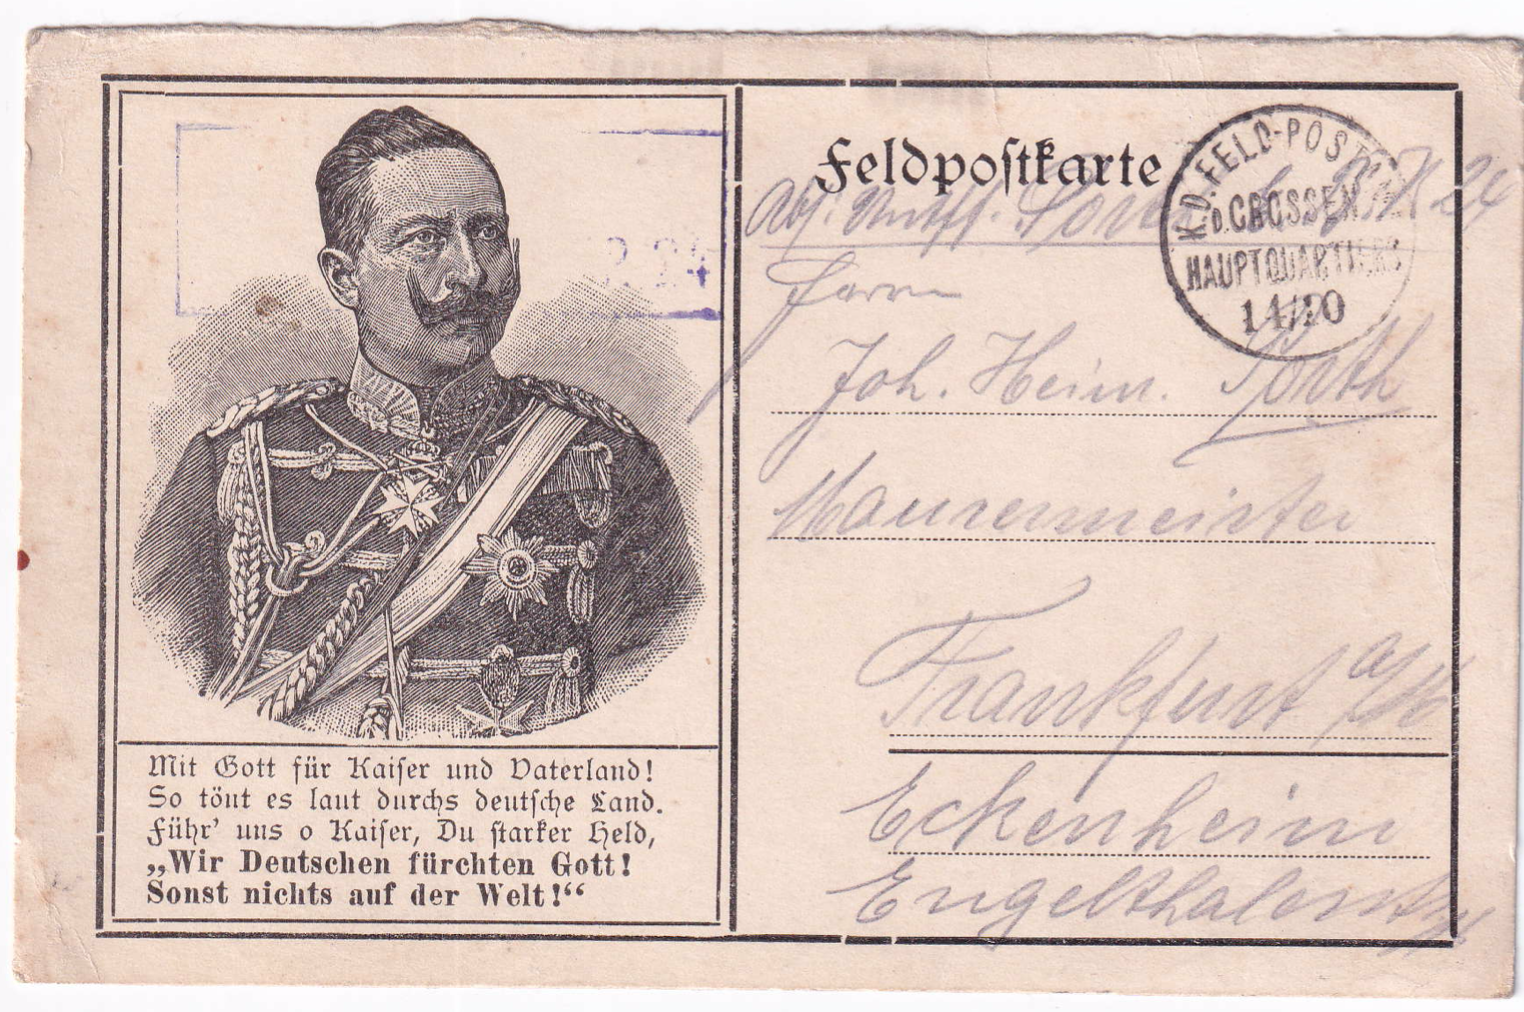 Mit Gott für Kaiser und Vaterland!
So tönt es laut durchs deutsche Land.
Führ' uns o Kaiser, Du starker Held,
„Wir Deutschen fürchten Gott!
Sonst nichts auf der Welt!“
Feldpostkarte
K.D. FELD-POST
D. GROSSEN
HAUPTQUARTIERS
14/10
Herrn
Joh. Heinr.
Maurermeister
Frankfurt a/M
Eckenheim